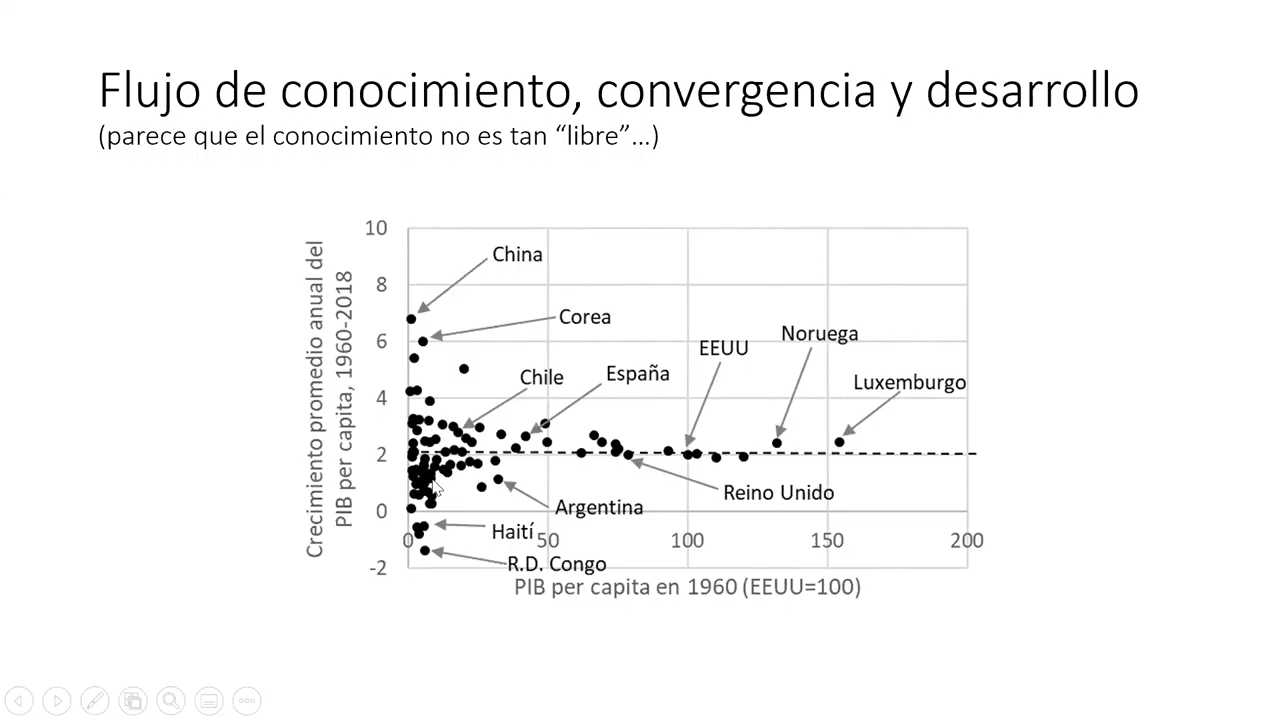 Flujo de conocimiento, convergencia y desarrollo
(parece que el conocimiento no es tan “libre”...)
Crecimiento promedio anual del
PIB per capita, 1960-2018
10
8
6
4
2
0
-2
China
Corea
Noruega
EEUU
España
Chile
Luxemburgo
Reino Unido
Argentina
Haití
R.D. Congo
0 50 100 150 200
PIB per capita en 1960 (EEUU=100)